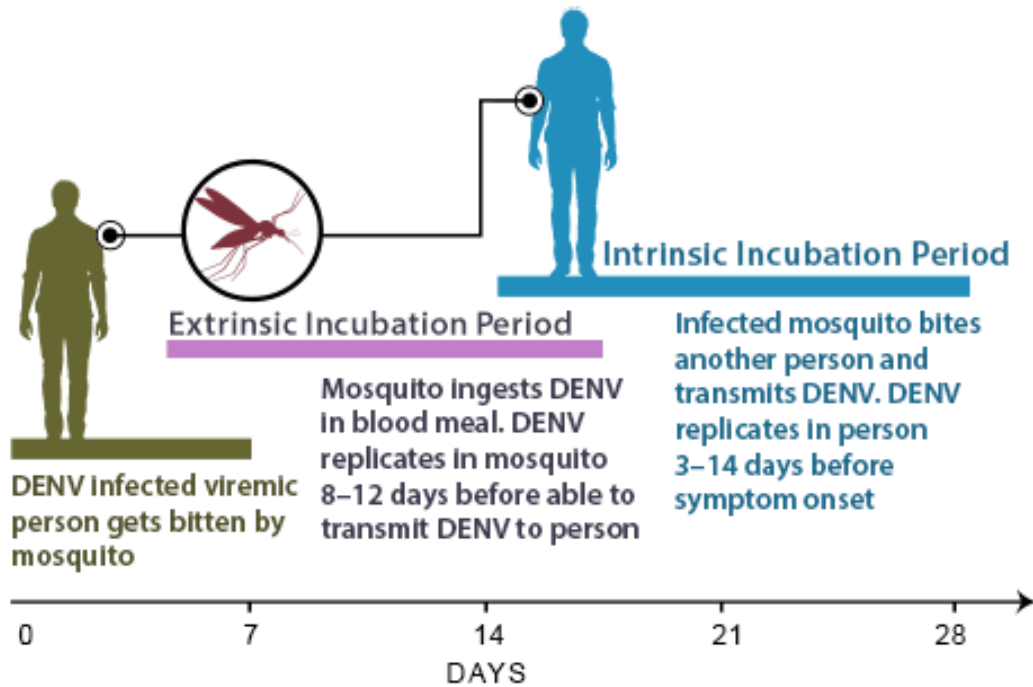 Intrinsic Incubation Period
Extrinsic Incubation Period
Infected mosquito bites
another person and
transmits DENV. DENV
replicates in person
3–14 days before
symptom onset
Mosquito ingests DENV
in blood meal. DENV
replicates in mosquito
8–12 days before able to
transmit DENV to person
DENV infected viremic
person gets bitten by
mosquito
0 7 14 21 28
DAYS